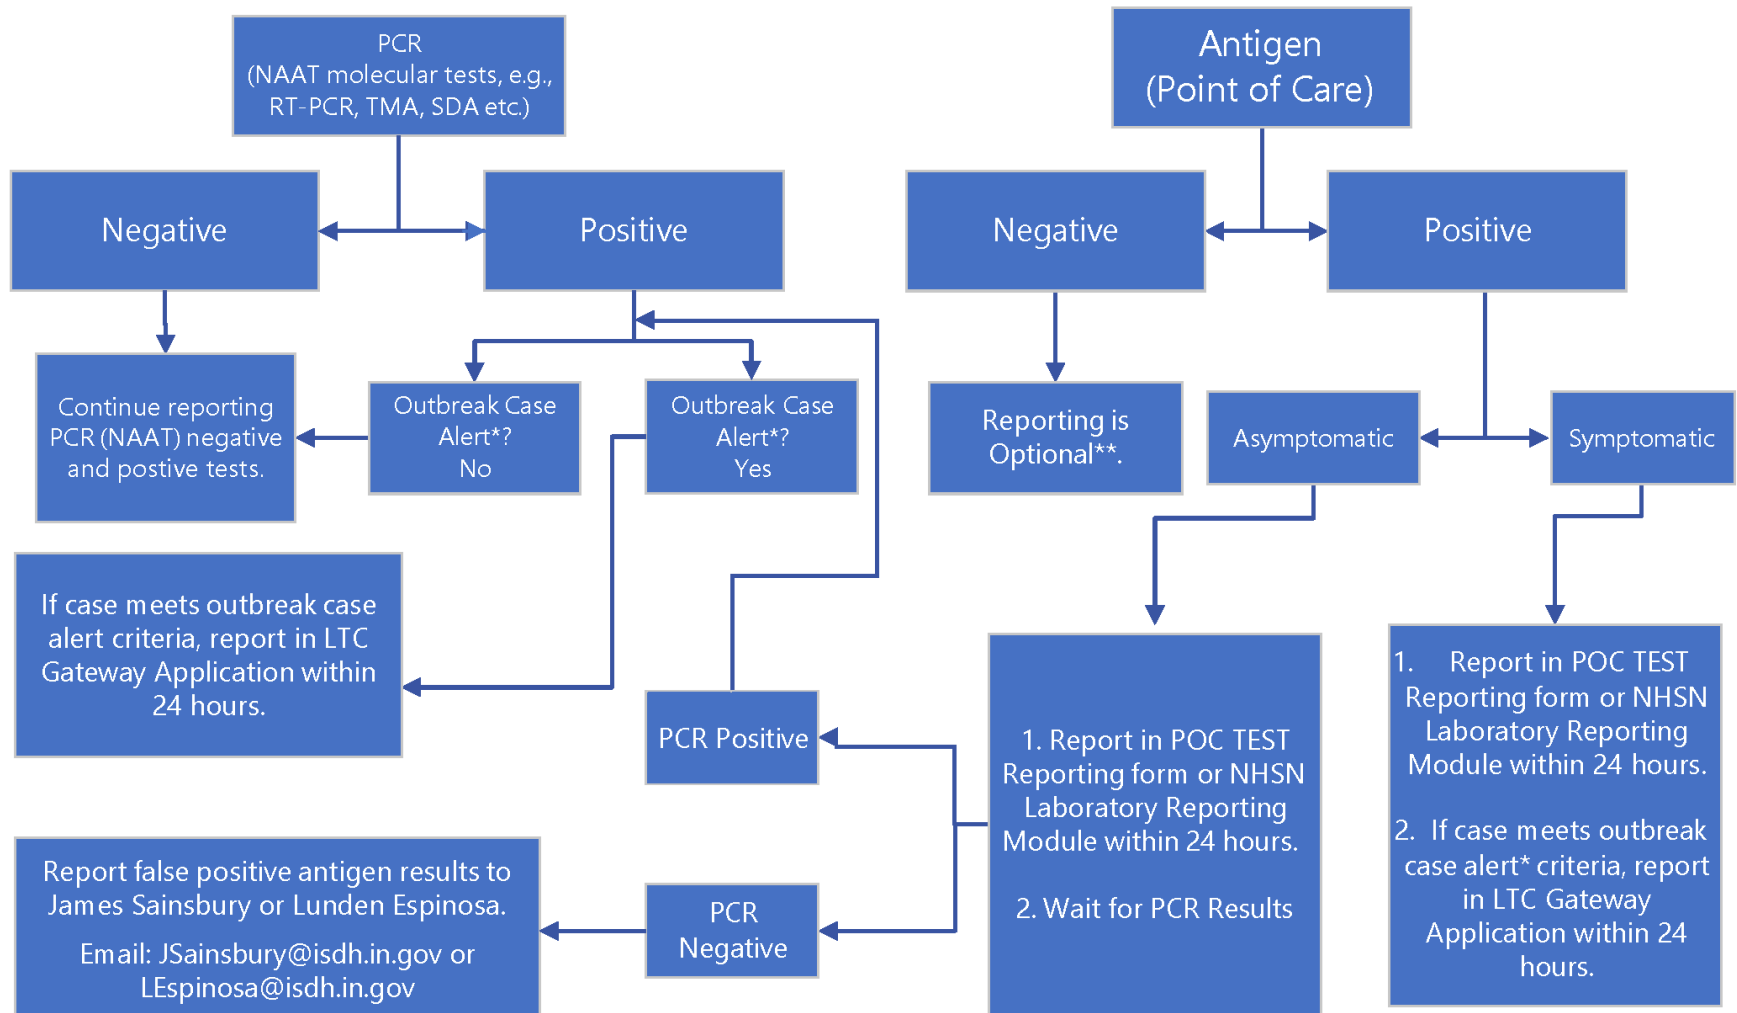 PCR
(NAAT molecular tests, e.g.,
RT-PCR, TMA, SDA etc.)
Antigen
(Point of Care)
Negative
Positive
Negative
Positive
Continue reporting
PCR (NAAT) negative
and postive tests.
Outbreak Case
Alert*?
No
Outbreak Case
Alert*?
Yes
Reporting is
Optional**.
Asymptomatic
Symptomatic
If case meets outbreak case
alert criteria, report in LTC
Gateway Application within
24 hours.
PCR Positive
1. Report in POC TEST
Reporting form or NHSN
Laboratory Reporting
Module within 24 hours.
2. Wait for PCR Results
1. Report in POC TEST
Reporting form or NHSN
Laboratory Reporting
Module within 24 hours.
2. If case meets outbreak
case alert* criteria, report
in LTC Gateway
Application within 24
hours.
Report false positive antigen results to
James Sainsbury or Lunden Espinosa.
Email: JSainsbury@isdh.in.gov or
LEspinosa@isdh.in.gov
PCR
Negative